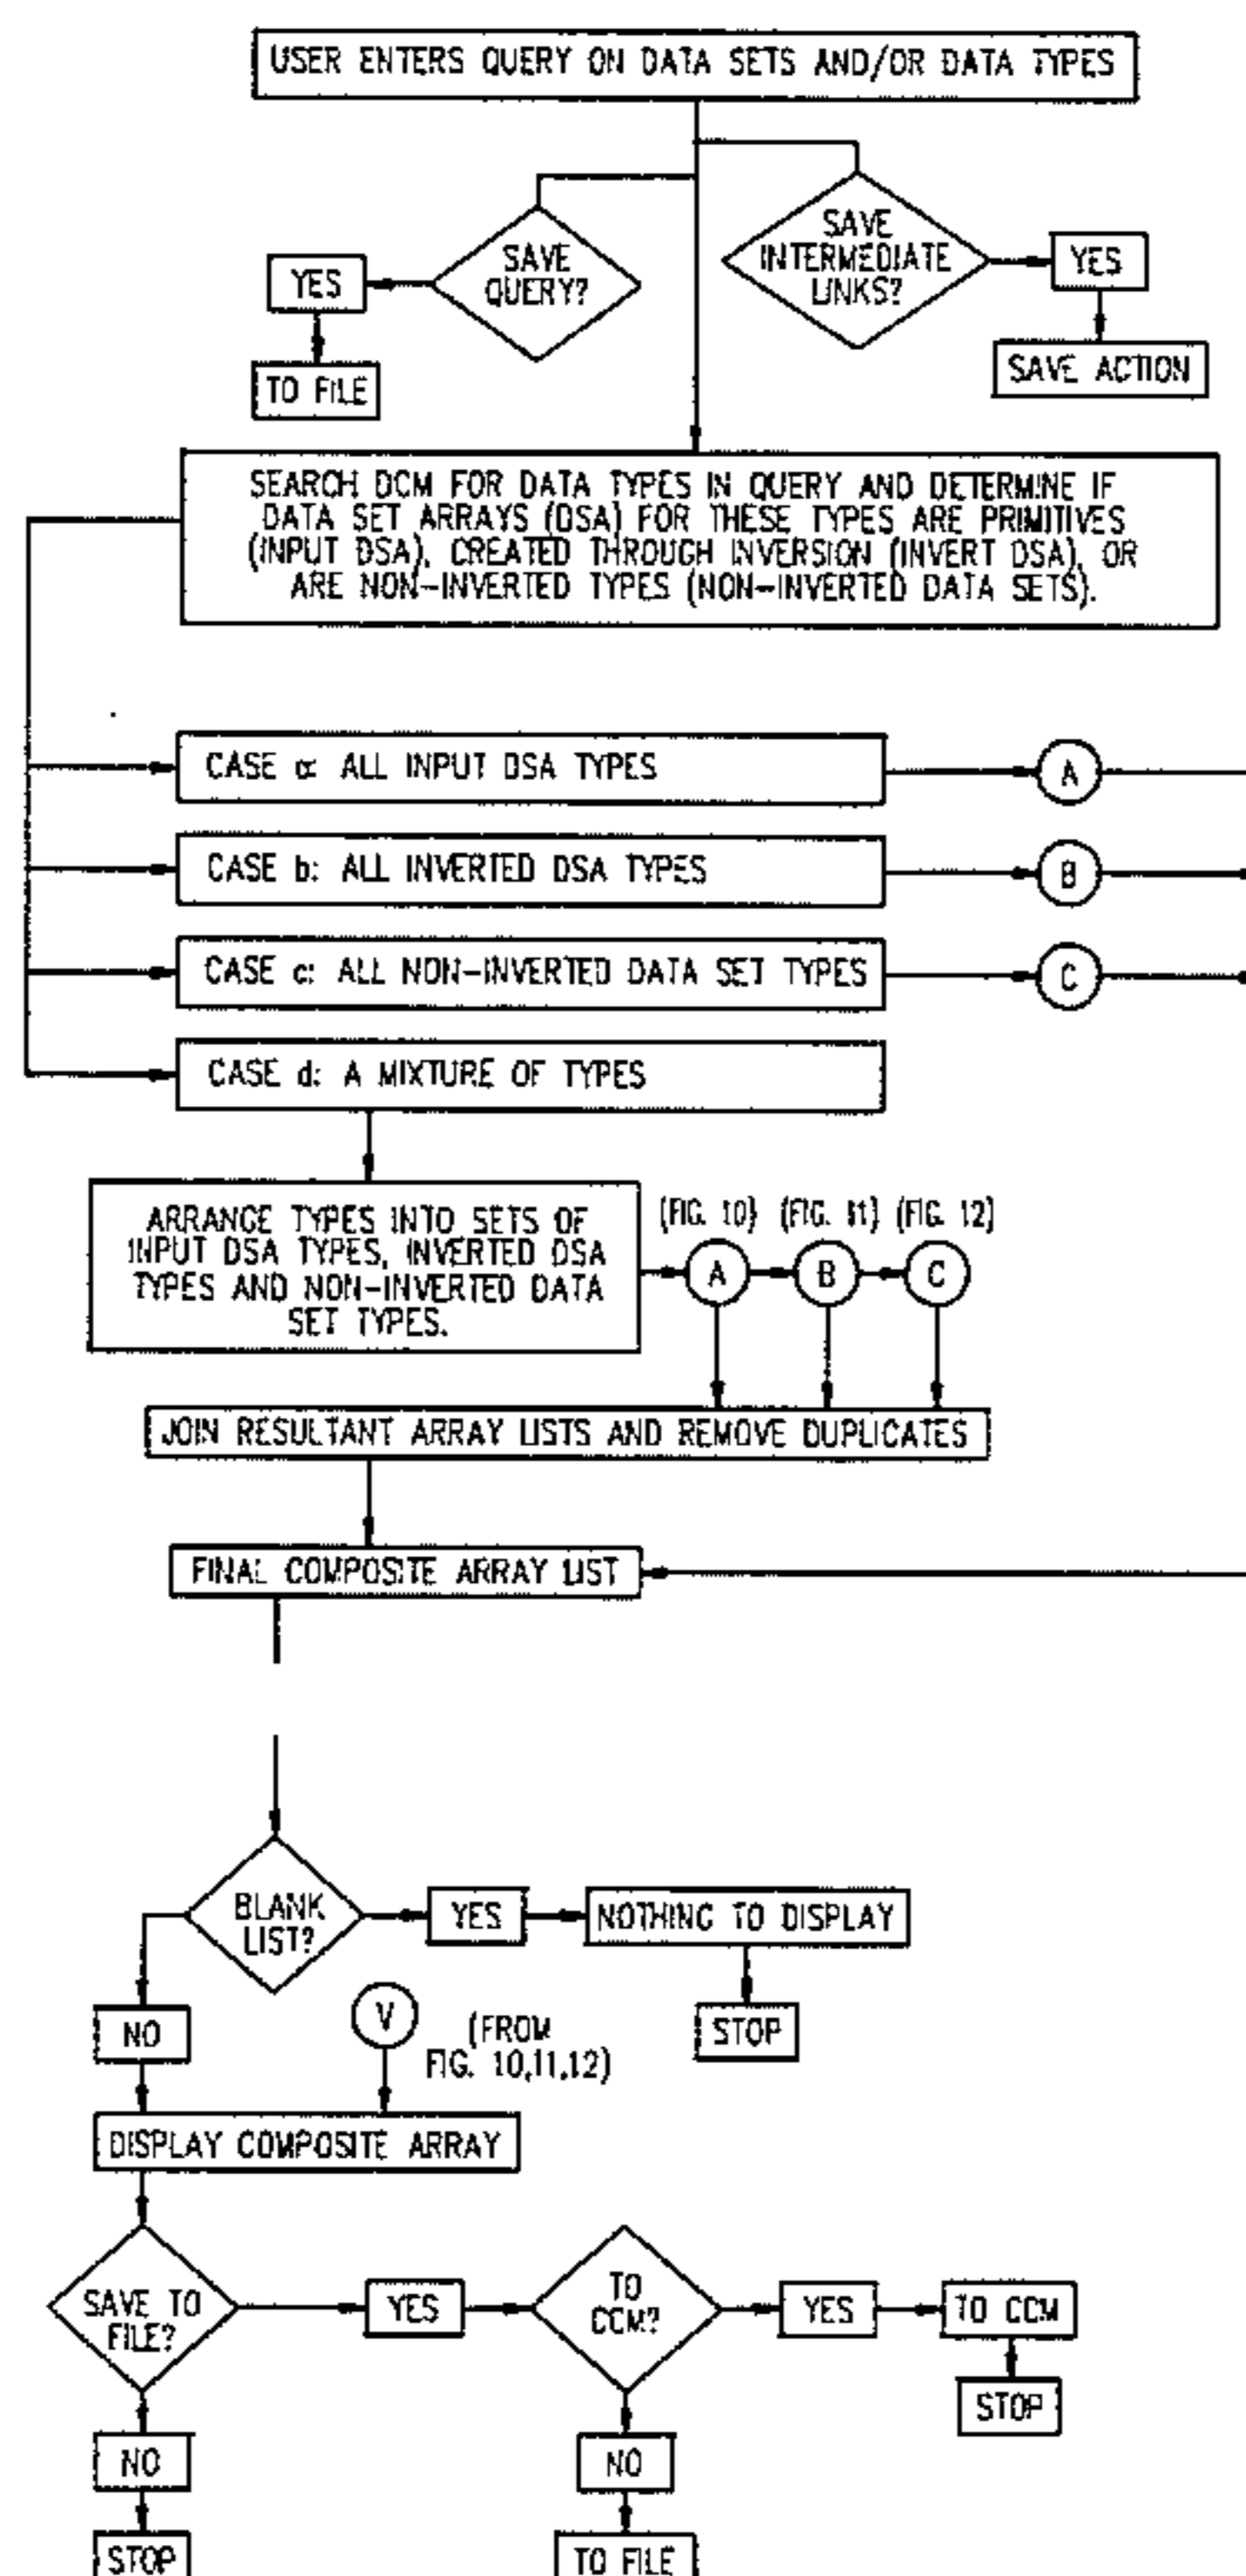 USER ENTERS QUERY ON DATA SETS AND/OR DATA TYPES
SAVE
INTERMEDIATE
LINKS?
YES
SAVE ACTION
SAVE
QUERY?
YES
TO FILE
SEARCH DCM FOR DATA TYPES IN QUERY AND DETERMINE IF
DATA SET ARRAYS (DSA) FOR THESE TYPES ARE PRIMITIVES
(INPUT DSA), CREATED THROUGH INVERSION (INVERT DSA), OR
ARE NON-INVERTED TYPES (NON-INVERTED DATA SETS).
CASE a: ALL INPUT DSA TYPES
A
CASE b: ALL INVERTED DSA TYPES
B
CASE c: ALL NON-INVERTED DATA SET TYPES
C
CASE d: A MIXTURE OF TYPES
ARRANGE TYPES INTO SETS OF
INPUT DSA TYPES, INVERTED DSA
TYPES AND NON-INVERTED DATA
SET TYPES.
(FIG. 10) (FIG. 11) (FIG. 12)
A B C
JOIN RESULTANT ARRAY LISTS AND REMOVE DUPLICATES
FINAL COMPOSITE ARRAY LIST
BLANK
LIST?
YES
NOTHING TO DISPLAY
STOP
NO
V
(FROM
FIG. 10,11,12)
DISPLAY COMPOSITE ARRAY
SAVE TO
FILE?
YES
TO
CCM?
YES
TO CCM
STOP
NO
STOP
NO
TO FILE